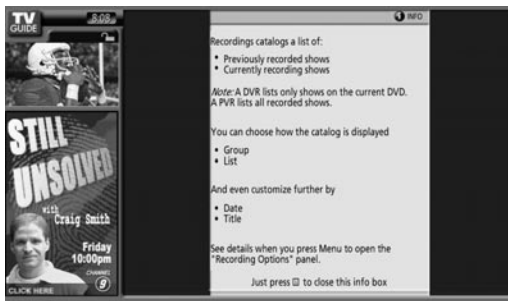 TV
GUIDE
8:08
INFO
Recordings catalogs a list of:
• Previously recorded shows
• Currently recording shows
Note: A DVR lists only shows on the current DVD.
A PVR lists all recorded shows.
You can choose how the catalog is displayed
• Group
• List
And even customize further by
• Date
• Title
See details when you press Menu to open the
"Recording Options" panel.
Just press to close this info box
STILL
UNSOLVED
with
Craig Smith
Friday
10:00pm
CHANNEL
9
CLICK HERE